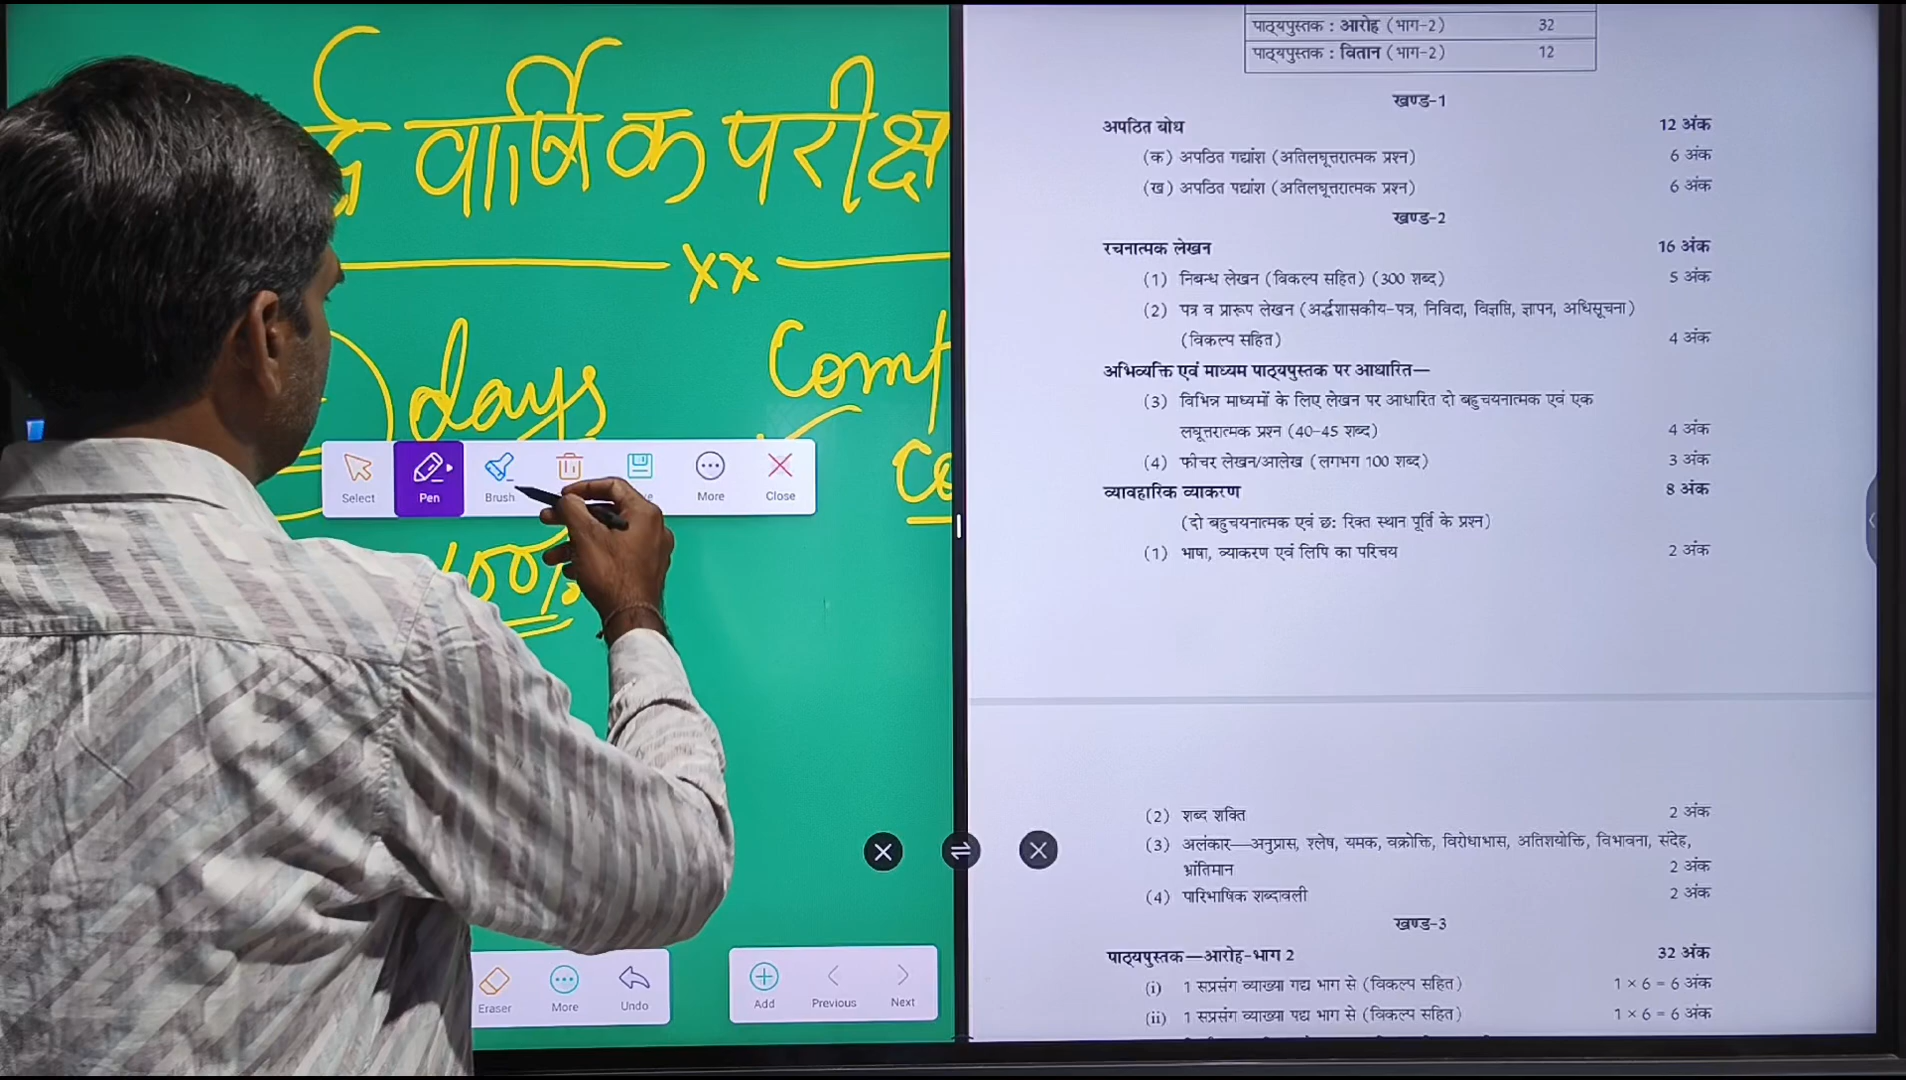 वार्षिक परीक्ष
xx
days
100%
Select
Pen
Brush
More
Close
Eraser
More
Undo
Add
Previous
Next
पाठ्यपुस्तक : आरोह (भाग-2) 32
पाठ्यपुस्तक : वितान (भाग-2) 12
खण्ड-1
अपठित बोध 12 अंक
(क) अपठित गद्यांश (अतिलघूत्तरात्मक प्रश्न) 6 अंक
(ख) अपठित पद्यांश (अतिलघूत्तरात्मक प्रश्न) 6 अंक
खण्ड-2
रचनात्मक लेखन 16 अंक
(1) निबन्ध लेखन (विकल्प सहित) (300 शब्द) 5 अंक
(2) पत्र व प्रारूप लेखन (अर्द्धशासकीय-पत्र, निविदा, विज्ञप्ति, ज्ञापन, अधिसूचना)
(विकल्प सहित) 4 अंक
अभिव्यक्ति एवं माध्यम पाठ्यपुस्तक पर आधारित—
(3) विभिन्न माध्यमों के लिए लेखन पर आधारित दो बहुचयनात्मक एवं एक
लघूत्तरात्मक प्रश्न (40-45 शब्द) 4 अंक
(4) फीचर लेखन/आलेख (लगभग 100 शब्द) 3 अंक
व्यावहारिक व्याकरण 8 अंक
(दो बहुचयनात्मक एवं छ: रिक्त स्थान पूर्ति के प्रश्न)
(1) भाषा, व्याकरण एवं लिपि का परिचय 2 अंक
(2) शब्द शक्ति 2 अंक
(3) अलंकार—अनुप्रास, श्लेष, यमक, वक्रोक्ति, विरोधाभास, अतिशयोक्ति, विभावना, संदेह,
भ्रांतिमान 2 अंक
(4) पारिभाषिक शब्दावली 2 अंक
खण्ड-3
पाठ्यपुस्तक—आरोह-भाग 2 32 अंक
(i) 1 सप्रसंग व्याख्या गद्य भाग से (विकल्प सहित) 1 × 6 = 6 अंक
(ii) 1 सप्रसंग व्याख्या पद्य भाग से (विकल्प सहित) 1 × 6 = 6 अंक